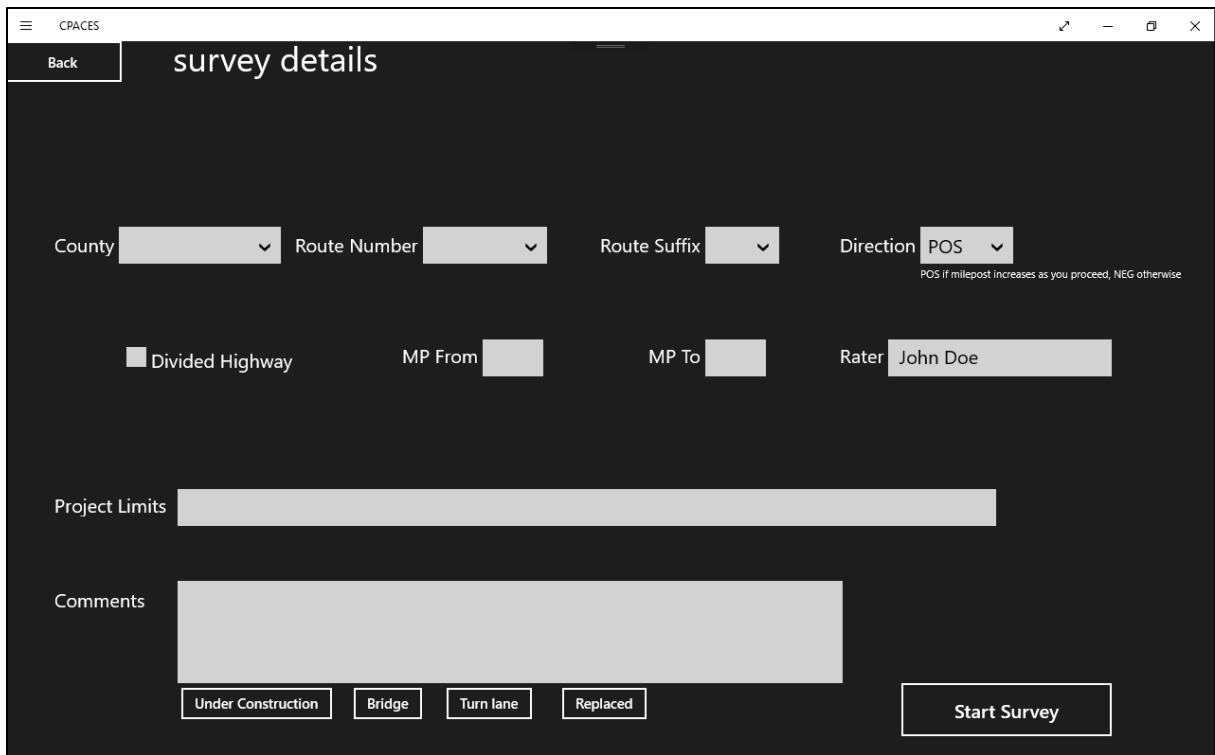 CPACES
Back
survey details
County
Route Number
Route Suffix
Direction POS
POS if milepost increases as you proceed, NEG otherwise
Divided Highway
MP From
MP To
Rater John Doe
Project Limits
Comments
Under Construction
Bridge
Turn lane
Replaced
Start Survey